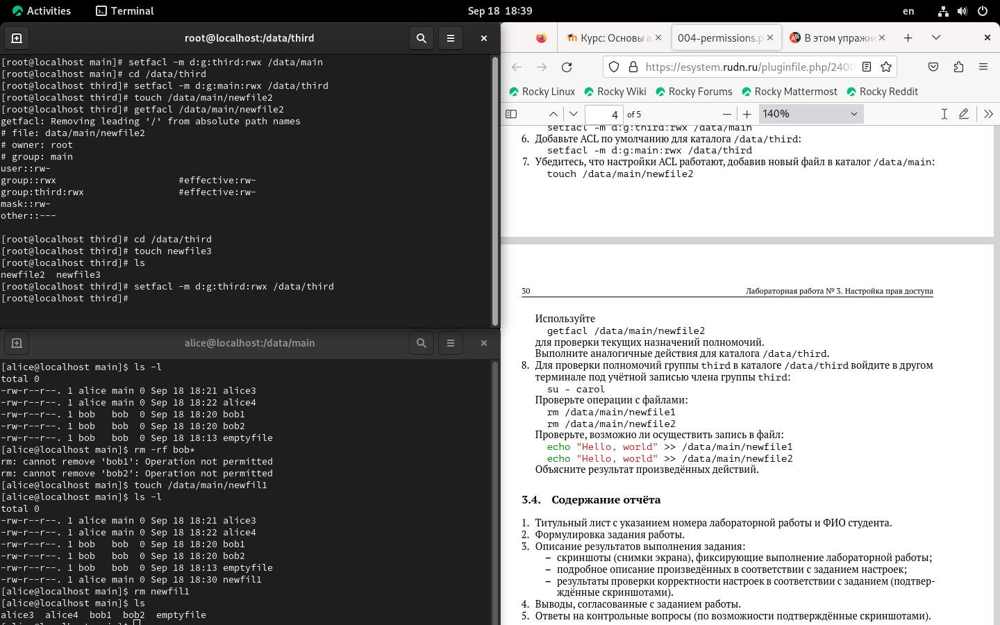 Activities
Terminal
Sep 18 18:39
en
root@localhost:/data/third
[root@localhost main]# setfacl -m d:g:third:rwx /data/main
[root@localhost main]# cd /data/third
[root@localhost third]# setfacl -m d:g:main:rwx /data/third
[root@localhost third]# touch /data/main/newfile2
[root@localhost third]# getfacl /data/main/newfile2
getfacl: Removing leading '/' from absolute path names
# file: data/main/newfile2
# owner: root
# group: main
user::rw-
group::rwx #effective:rw-
group:third:rwx #effective:rw-
mask::rw-
other::---
[root@localhost third]# cd /data/third
[root@localhost third]# touch newfile3
[root@localhost third]# ls
newfile2 newfile3
[root@localhost third]# setfacl -m d:g:third:rwx /data/third
[root@localhost third]#
alice@localhost:/data/main
[alice@localhost main]$ ls -l
total 0
-rw-r--r--. 1 alice main 0 Sep 18 18:21 alice3
-rw-r--r--. 1 alice main 0 Sep 18 18:22 alice4
-rw-r--r--. 1 bob bob 0 Sep 18 18:20 bob1
-rw-r--r--. 1 bob bob 0 Sep 18 18:20 bob2
-rw-r--r--. 1 bob bob 0 Sep 18 18:13 emptyfile
[alice@localhost main]$ rm -rf bob*
rm: cannot remove 'bob1': Operation not permitted
rm: cannot remove 'bob2': Operation not permitted
[alice@localhost main]$ touch /data/main/newfil1
[alice@localhost main]$ ls -l
total 0
-rw-r--r--. 1 alice main 0 Sep 18 18:21 alice3
-rw-r--r--. 1 alice main 0 Sep 18 18:22 alice4
-rw-r--r--. 1 bob bob 0 Sep 18 18:20 bob1
-rw-r--r--. 1 bob bob 0 Sep 18 18:20 bob2
-rw-r--r--. 1 bob bob 0 Sep 18 18:13 emptyfile
-rw-r--r--. 1 alice main 0 Sep 18 18:30 newfil1
[alice@localhost main]$ rm newfil1
[alice@localhost main]$ ls
alice3 alice4 bob1 bob2 emptyfile
Курс: Основы а
004-permissions.p
В этом упражне
https://esystem.rudn.ru/pluginfile.php/2400
Rocky Linux
Rocky Wiki
Rocky Forums
Rocky Mattermost
Rocky Reddit
4 of 5
140%
setfacl -m d:g:third:rwx /data/main
6. Добавьте ACL по умолчанию для каталога /data/third:
setfacl -m d:g:main:rwx /data/third
7. Убедитесь, что настройки ACL работают, добавив новый файл в каталог /data/main:
touch /data/main/newfile2
30 Лабораторная работа № 3. Настройка прав доступа
Используйте
getfacl /data/main/newfile2
для проверки текущих назначений полномочий.
Выполните аналогичные действия для каталога /data/third.
8. Для проверки полномочий группы third в каталоге /data/third войдите в другом
терминале под учётной записью члена группы third:
su - carol
Проверьте операции с файлами:
rm /data/main/newfile1
rm /data/main/newfile2
Проверьте, возможно ли осуществить запись в файл:
echo "Hello, world" >> /data/main/newfile1
echo "Hello, world" >> /data/main/newfile2
Объясните результат произведённых действий.
3.4. Содержание отчёта
1. Титульный лист с указанием номера лабораторной работы и ФИО студента.
2. Формулировка задания работы.
3. Описание результатов выполнения задания:
– скриншоты (снимки экрана), фиксирующие выполнение лабораторной работы;
– подробное описание произведённых в соответствии с заданием настроек;
– результаты проверки корректности настроек в соответствии с заданием (подтвер-
ждённые скриншотами).
4. Выводы, согласованные с заданием работы.
5. Ответы на контрольные вопросы (по возможности подтверждённые скриншотами).